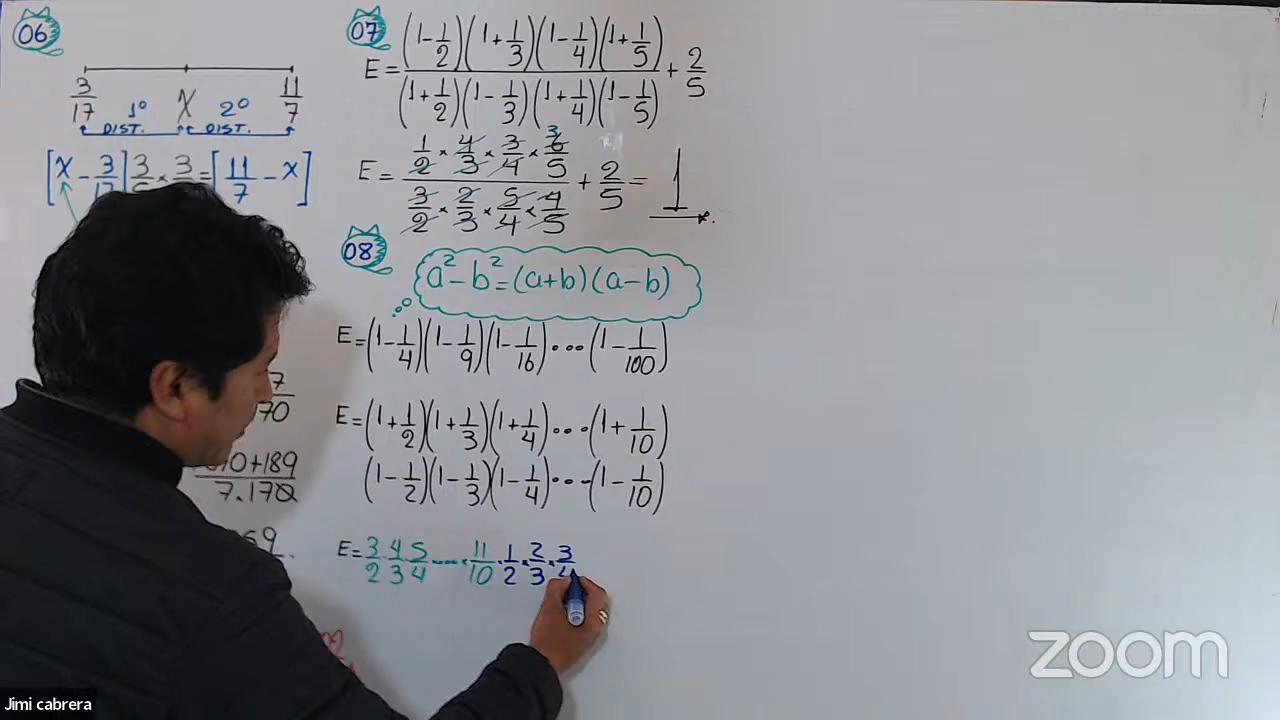 06
3/17 1° X 2° 11/7
DIST. DIST.
[X - 3/17] 3/5 × 3/ = [11/7 - X]
7/170
+189
7.170
69
07
E = (1-1/2)(1+1/3)(1-1/4)(1+1/5) / (1+1/2)(1-1/3)(1+1/4)(1-1/5) + 2/5
E = 1/2 × 4/3 × 3/4 × 6/5 3 / 3/2 × 2/3 × 5/4 × 4/5 + 2/5 = 1
08
a² - b² = (a+b)(a-b)
E = (1-1/4)(1-1/9)(1-1/16)...(1-1/100)
E = (1+1/2)(1+1/3)(1+1/4)...(1+1/10)
(1-1/2)(1-1/3)(1-1/4)...(1-1/10)
E = 3/2 · 4/3 · 5/4 ... × 11/10 · 1/2 × 2/3 × 3/4
zoom
Jimi cabrera